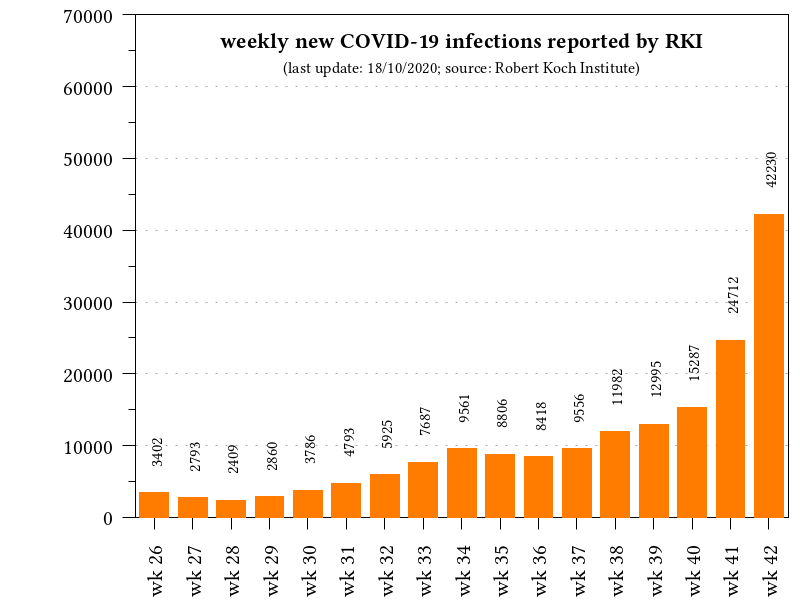 weekly new COVID-19 infections reported by RKI
(last update: 18/10/2020; source: Robert Koch Institute)
70000
60000
50000
40000
30000
20000
10000
0
3402
2793
2409
2860
3786
4793
5925
7687
9561
8806
8418
9556
11982
12995
15287
24712
42230
wk 26
wk 27
wk 28
wk 29
wk 30
wk 31
wk 32
wk 33
wk 34
wk 35
wk 36
wk 37
wk 38
wk 39
wk 40
wk 41
wk 42